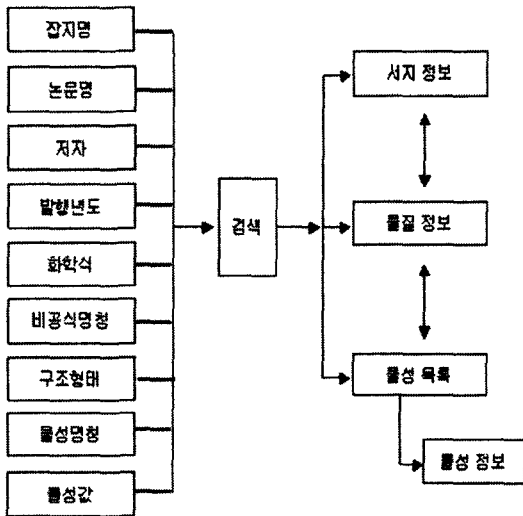 잡지명
논문명
저자
발행년도
화학식
비공식명칭
구조형태
물성명칭
물성값
검색
서지 정보
물질 정보
물성 목록
물성 정보